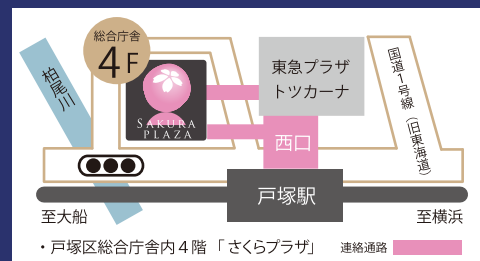 総合庁舎
4F
柏尾川
SAKURA
PLAZA
東急プラザ
トツカーナ
国道1号線（旧東海道）
西口
戸塚駅
至大船
至横浜
・戸塚区総合庁舎内4階 「さくらプラザ」
連絡通路